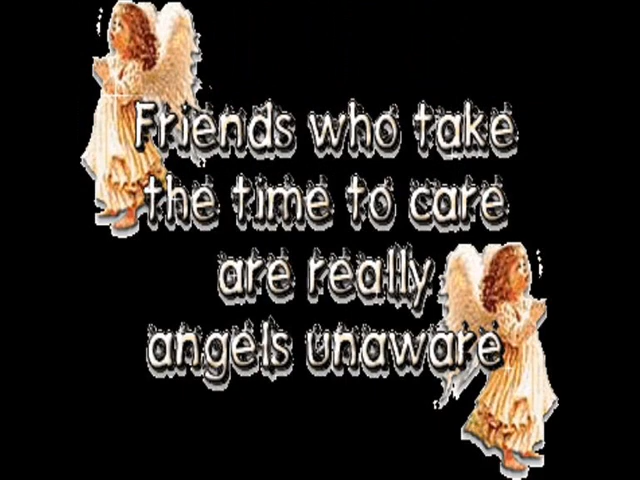 Friends who take
the time to care
are really
angels unaware